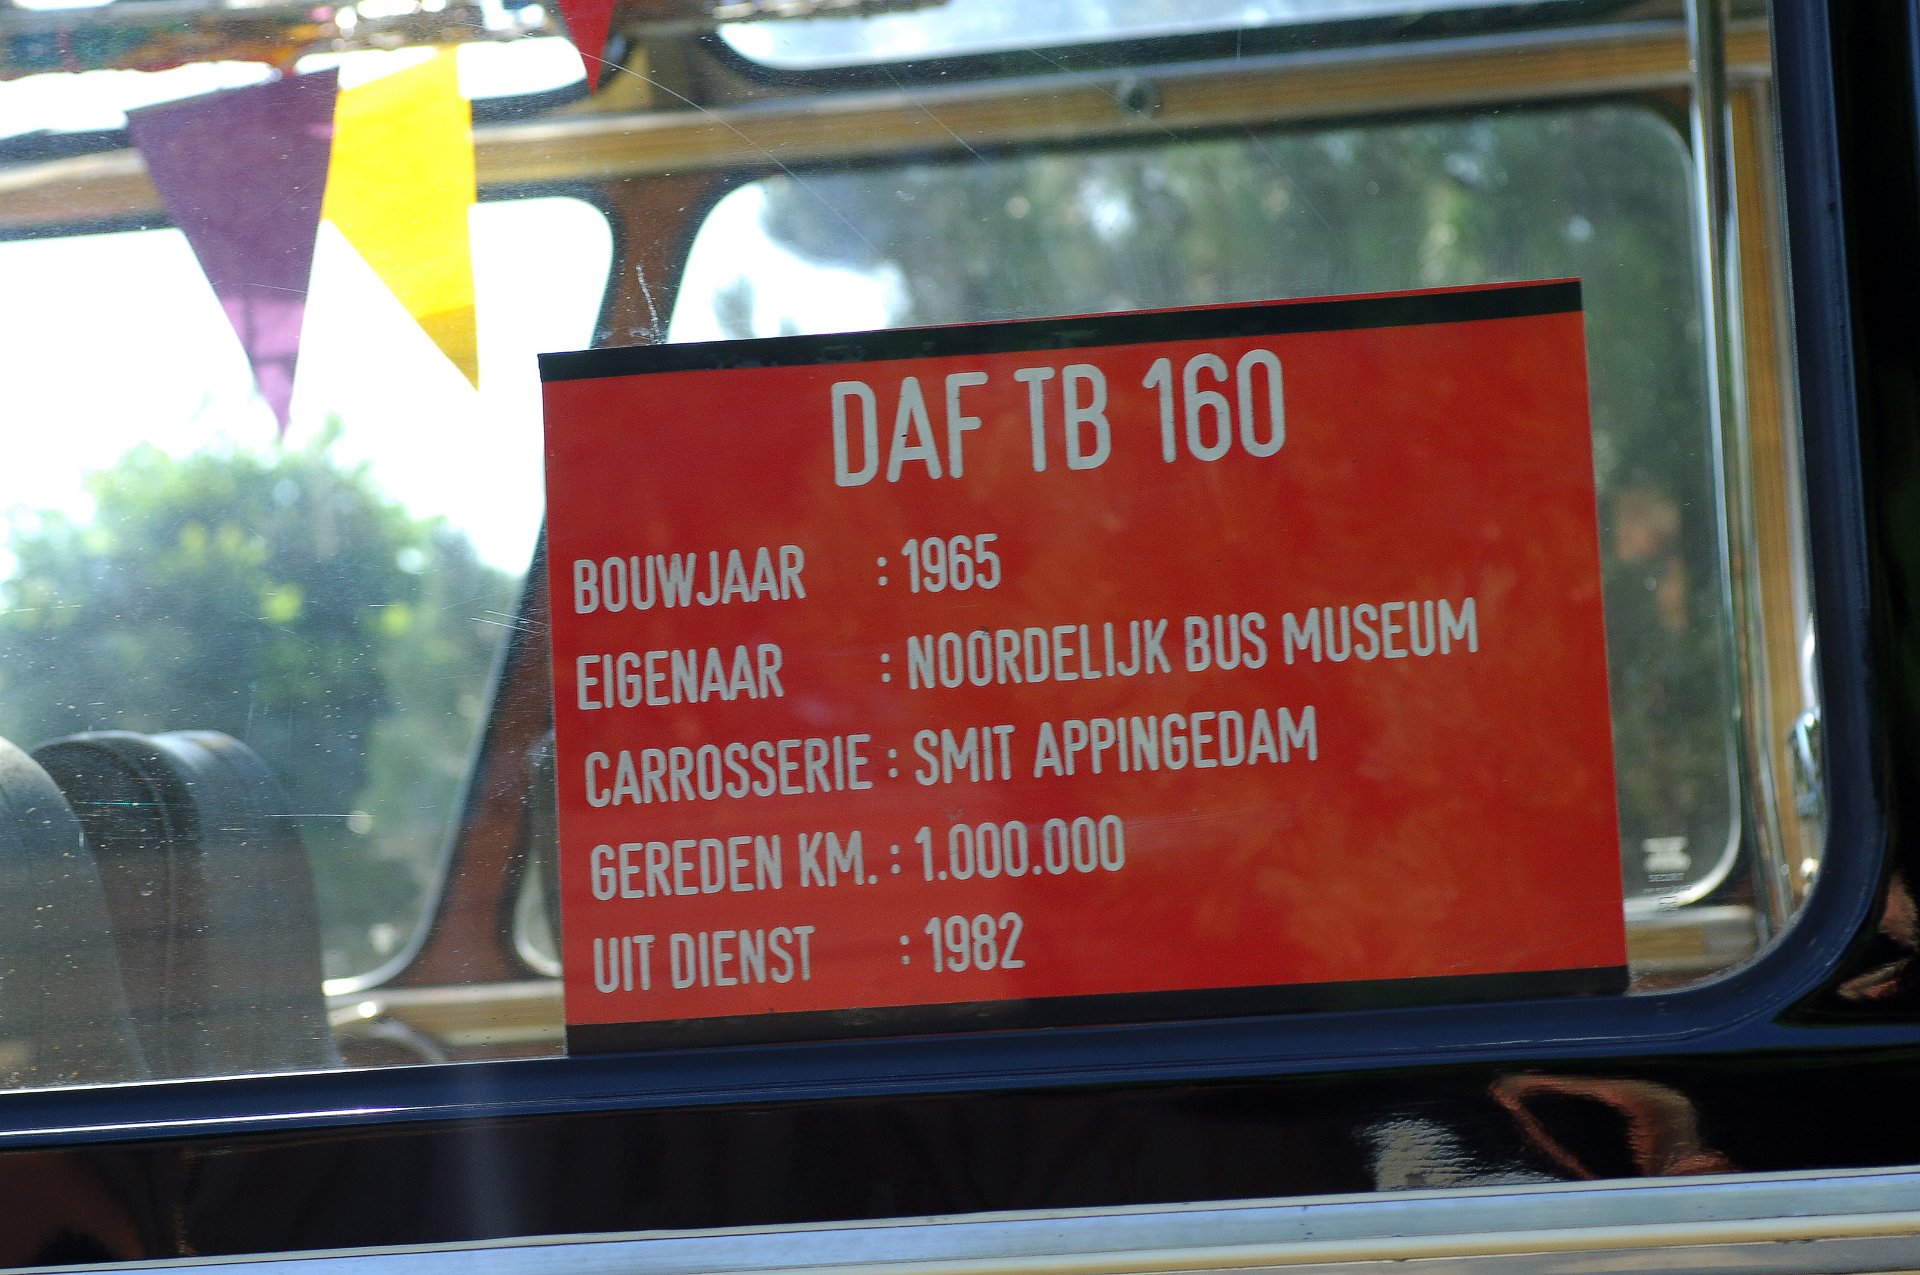 DAF TB 160
BOUWJAAR : 1965
EIGENAAR : NOORDELIJK BUS MUSEUM
CARROSSERIE : SMIT APPINGEDAM
GEREDEN KM. : 1.000.000
UIT DIENST : 1982